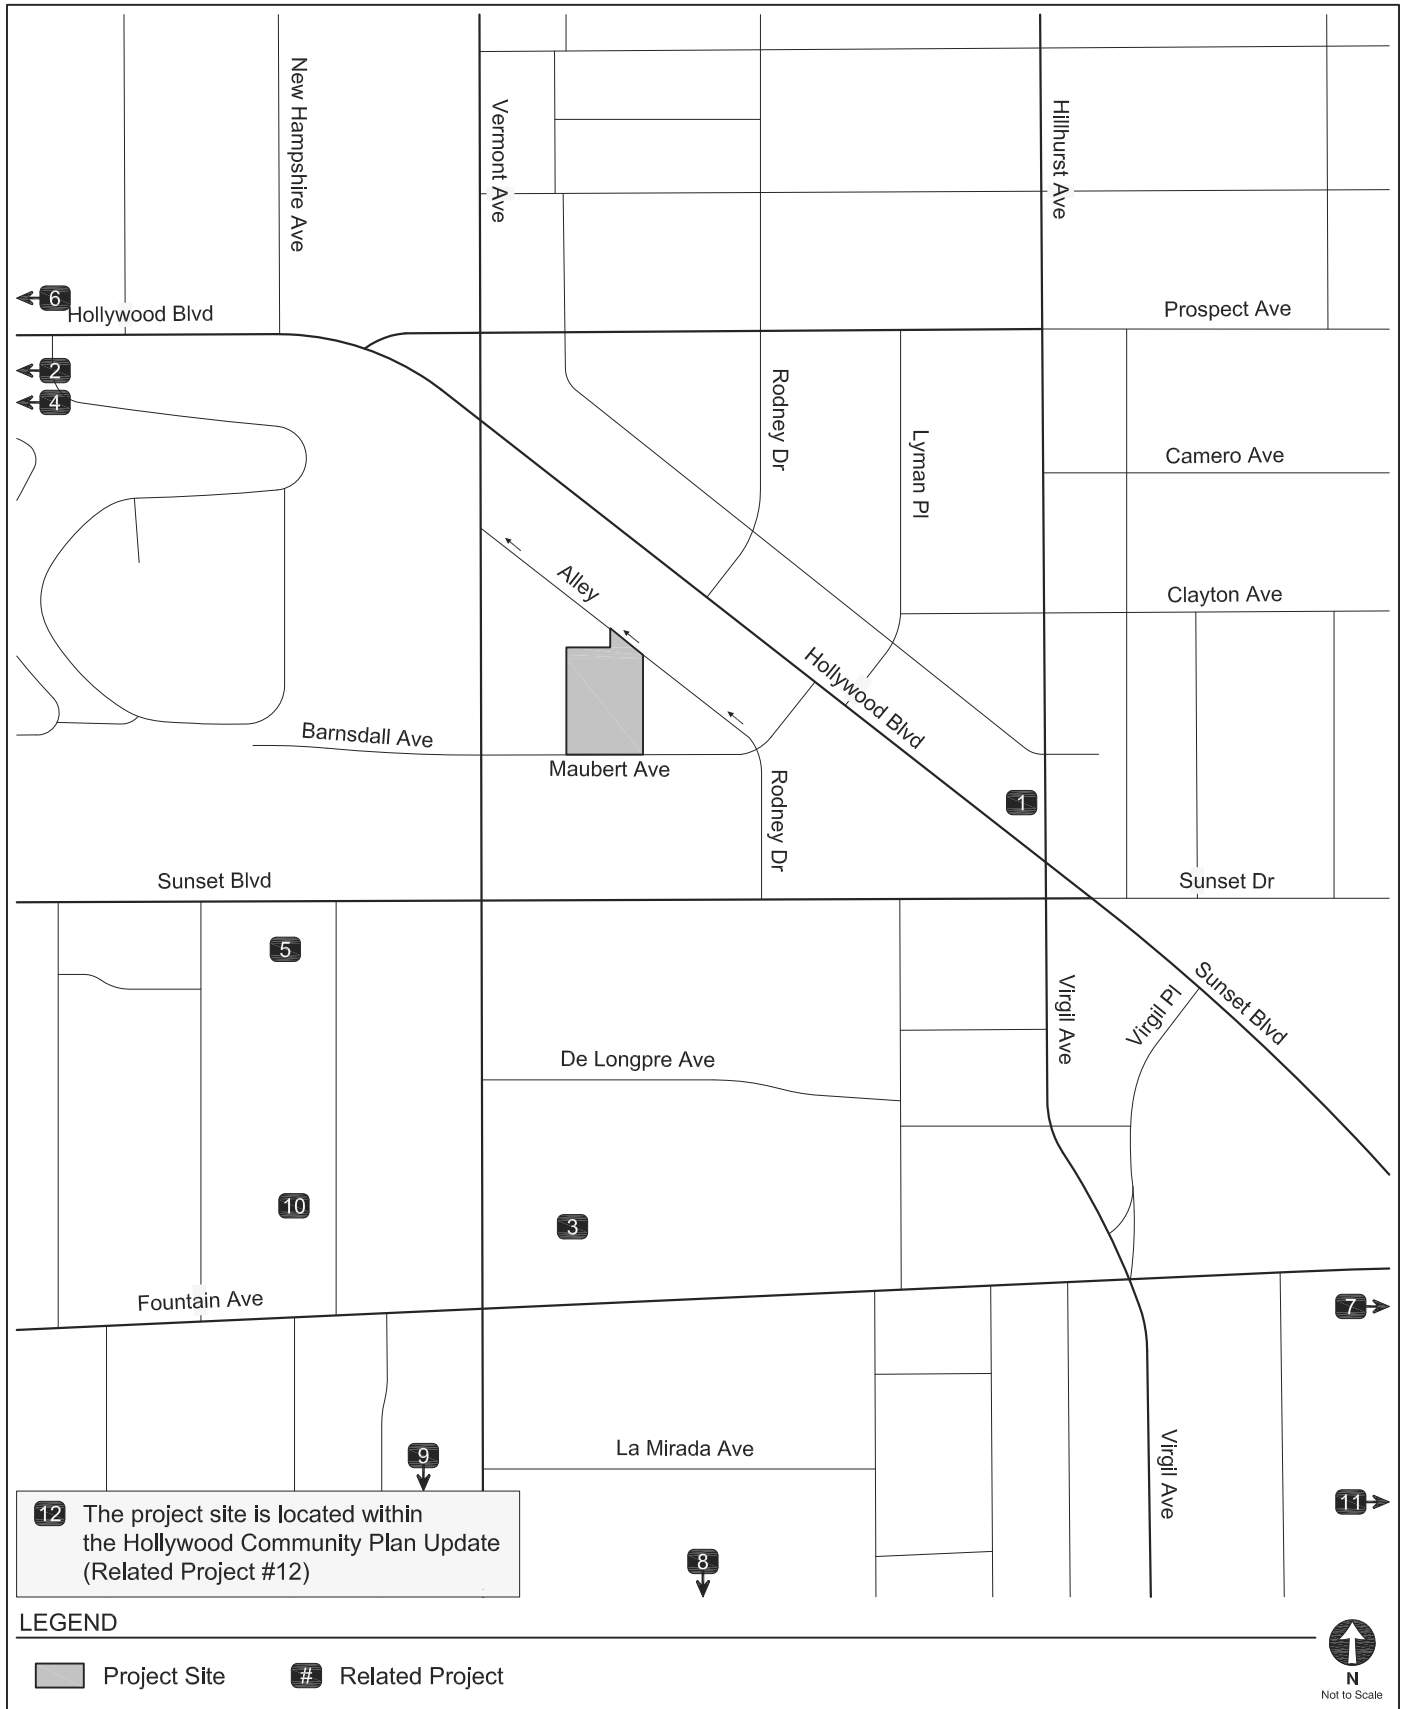 New Hampshire Ave
Vermont Ave
Hillhurst Ave
6
Hollywood Blvd
Prospect Ave
2
4
Rodney Dr
Lyman Pl
Camero Ave
Alley
Clayton Ave
Hollywood Blvd
Barnsdall Ave
Maubert Ave
Rodney Dr
1
Sunset Blvd
Sunset Dr
5
Virgil Ave
Virgil Pl
Sunset Blvd
De Longpre Ave
10
3
Fountain Ave
7
9
La Mirada Ave
Virgil Ave
11
12 The project site is located within
the Hollywood Community Plan Update
(Related Project #12)
8
LEGEND
Project Site
# Related Project
N
Not to Scale